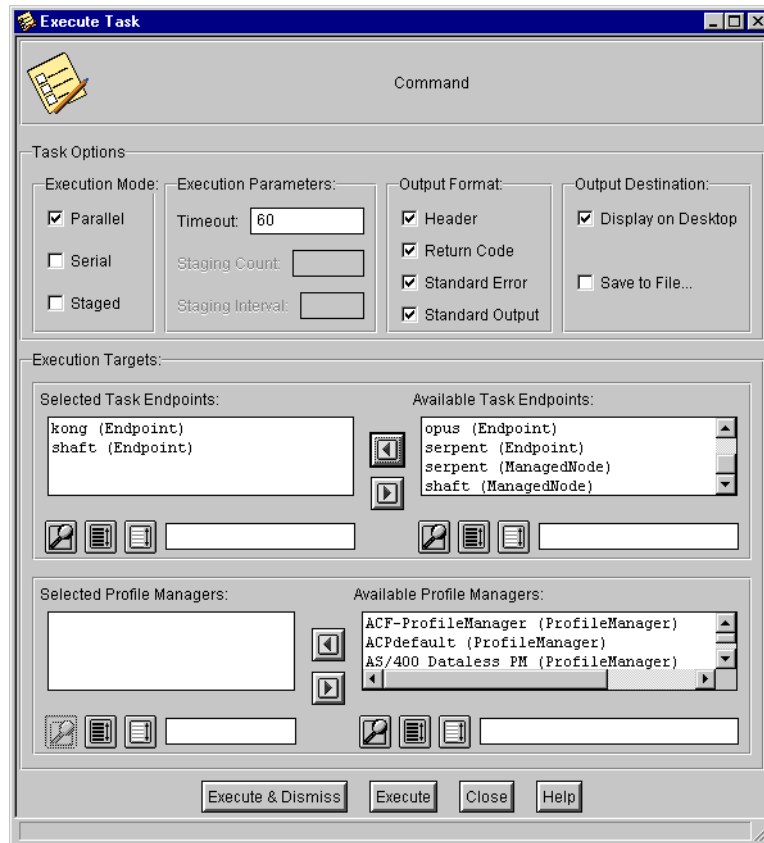 Execute Task
Command
Task Options
Execution Mode:
Parallel
Serial
Staged
Execution Parameters:
Timeout: 60
Staging Count:
Staging Interval:
Output Format:
Header
Return Code
Standard Error
Standard Output
Output Destination:
Display on Desktop
Save to File...
Execution Targets:
Selected Task Endpoints:
kong (Endpoint)
shaft (Endpoint)
Available Task Endpoints:
opus (Endpoint)
serpent (Endpoint)
serpent (ManagedNode)
shaft (ManagedNode)
Selected Profile Managers:
Available Profile Managers:
ACF-ProfileManager (ProfileManager)
ACPdefault (ProfileManager)
AS/400 Dataless PM (ProfileManager)
Execute & Dismiss
Execute
Close
Help